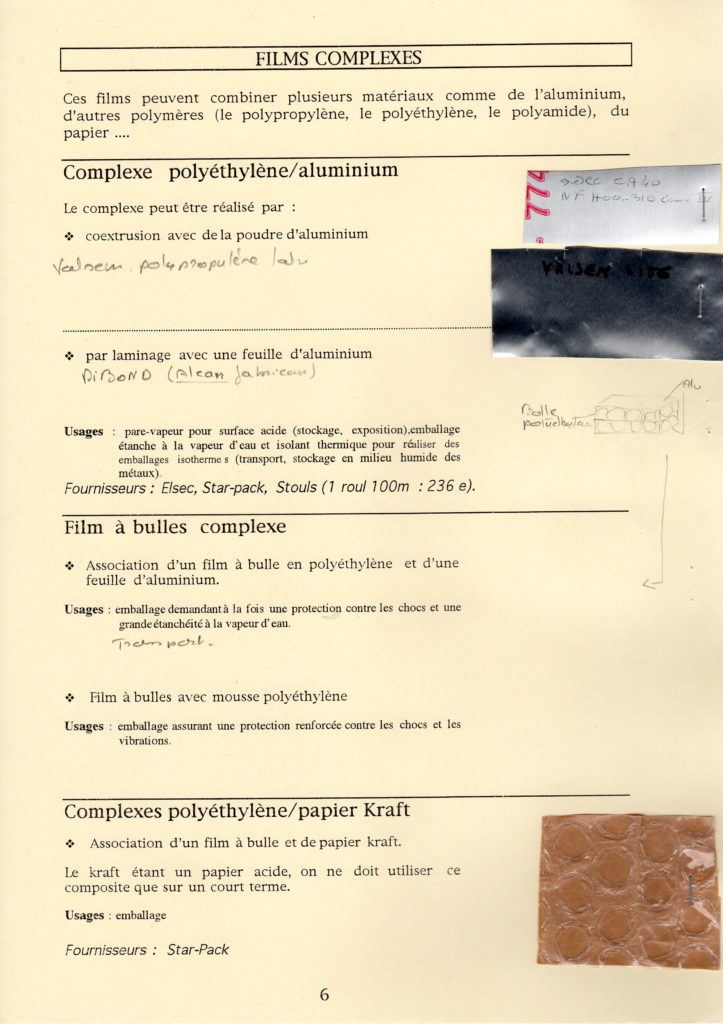 FILMS COMPLEXES
Ces films peuvent combiner plusieurs matériaux comme de l'aluminium,
d'autres polymères (le polypropylène, le polyéthylène, le polyamide), du
papier ....
Complexe polyéthylène/aluminium
774
CA40
NF H00-310
Le complexe peut être réalisé par :
❖ coextrusion avec de la poudre d'aluminium
Valsem polypropylène
VALSEM
❖ par laminage avec une feuille d'aluminium
DiBOND (Alcan
Alu
Bulle
Usages : pare-vapeur pour surface acide (stockage, exposition),emballage
étanche à la vapeur d'eau et isolant thermique pour réaliser des
emballages isotherme s (transport, stockage en milieu humide des
métaux).
Fournisseurs : Elsec, Star-pack, Stouls (1 roul 100m : 236 e).
Film à bulles complexe
❖ Association d'un film à bulle en polyéthylène et d'une
feuille d'aluminium.
Usages : emballage demandant à la fois une protection contre les chocs et une
grande étanchéité à la vapeur d'eau.
Transport.
❖ Film à bulles avec mousse polyéthylène
Usages : emballage assurant une protection renforcée contre les chocs et les
vibrations.
Complexes polyéthylène/papier Kraft
❖ Association d'un film à bulle et de papier kraft.
Le kraft étant un papier acide, on ne doit utiliser ce
composite que sur un court terme.
Usages : emballage
Fournisseurs : Star-Pack
6